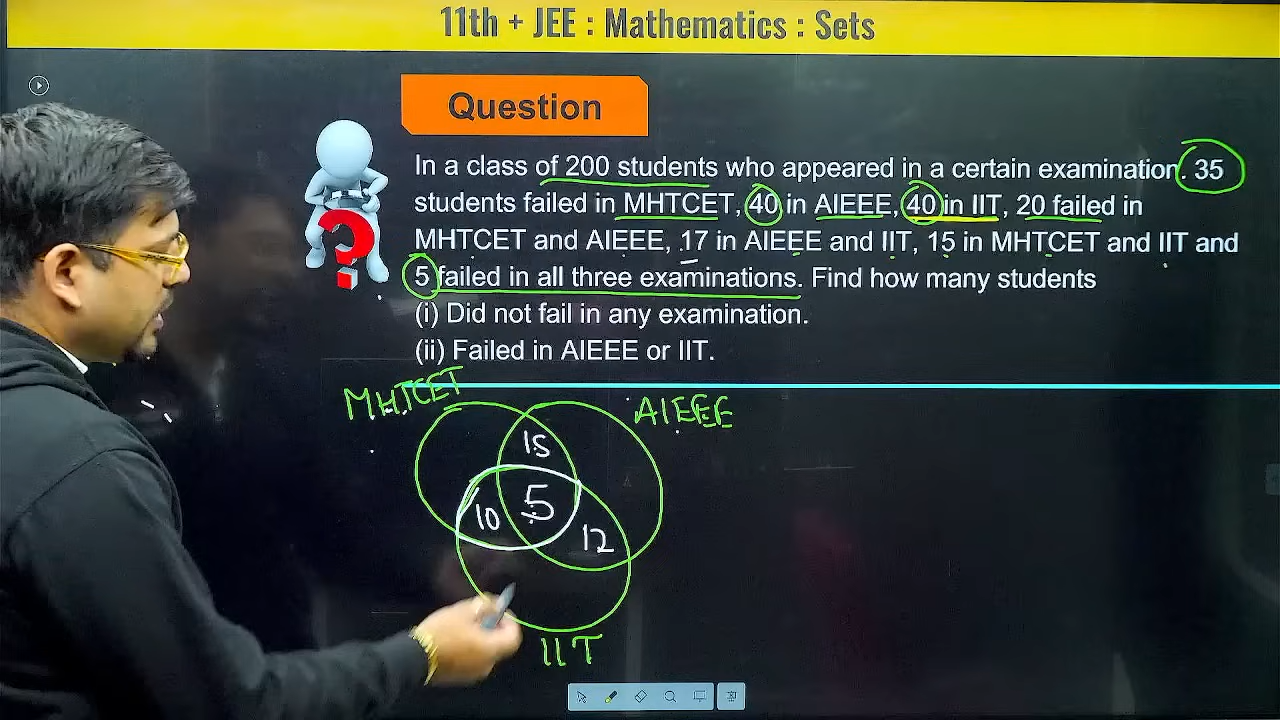 11th + JEE : Mathematics : Sets
Question
In a class of 200 students who appeared in a certain examination. 35
students failed in MHTCET, 40 in AIEEE, 40 in IIT, 20 failed in
MHTCET and AIEEE, 17 in AIEEE and IIT, 15 in MHTCET and IIT and
5 failed in all three examinations. Find how many students
(i) Did not fail in any examination.
(ii) Failed in AIEEE or IIT.
MHTCET
AIEEE
15
10 5 12
IIT